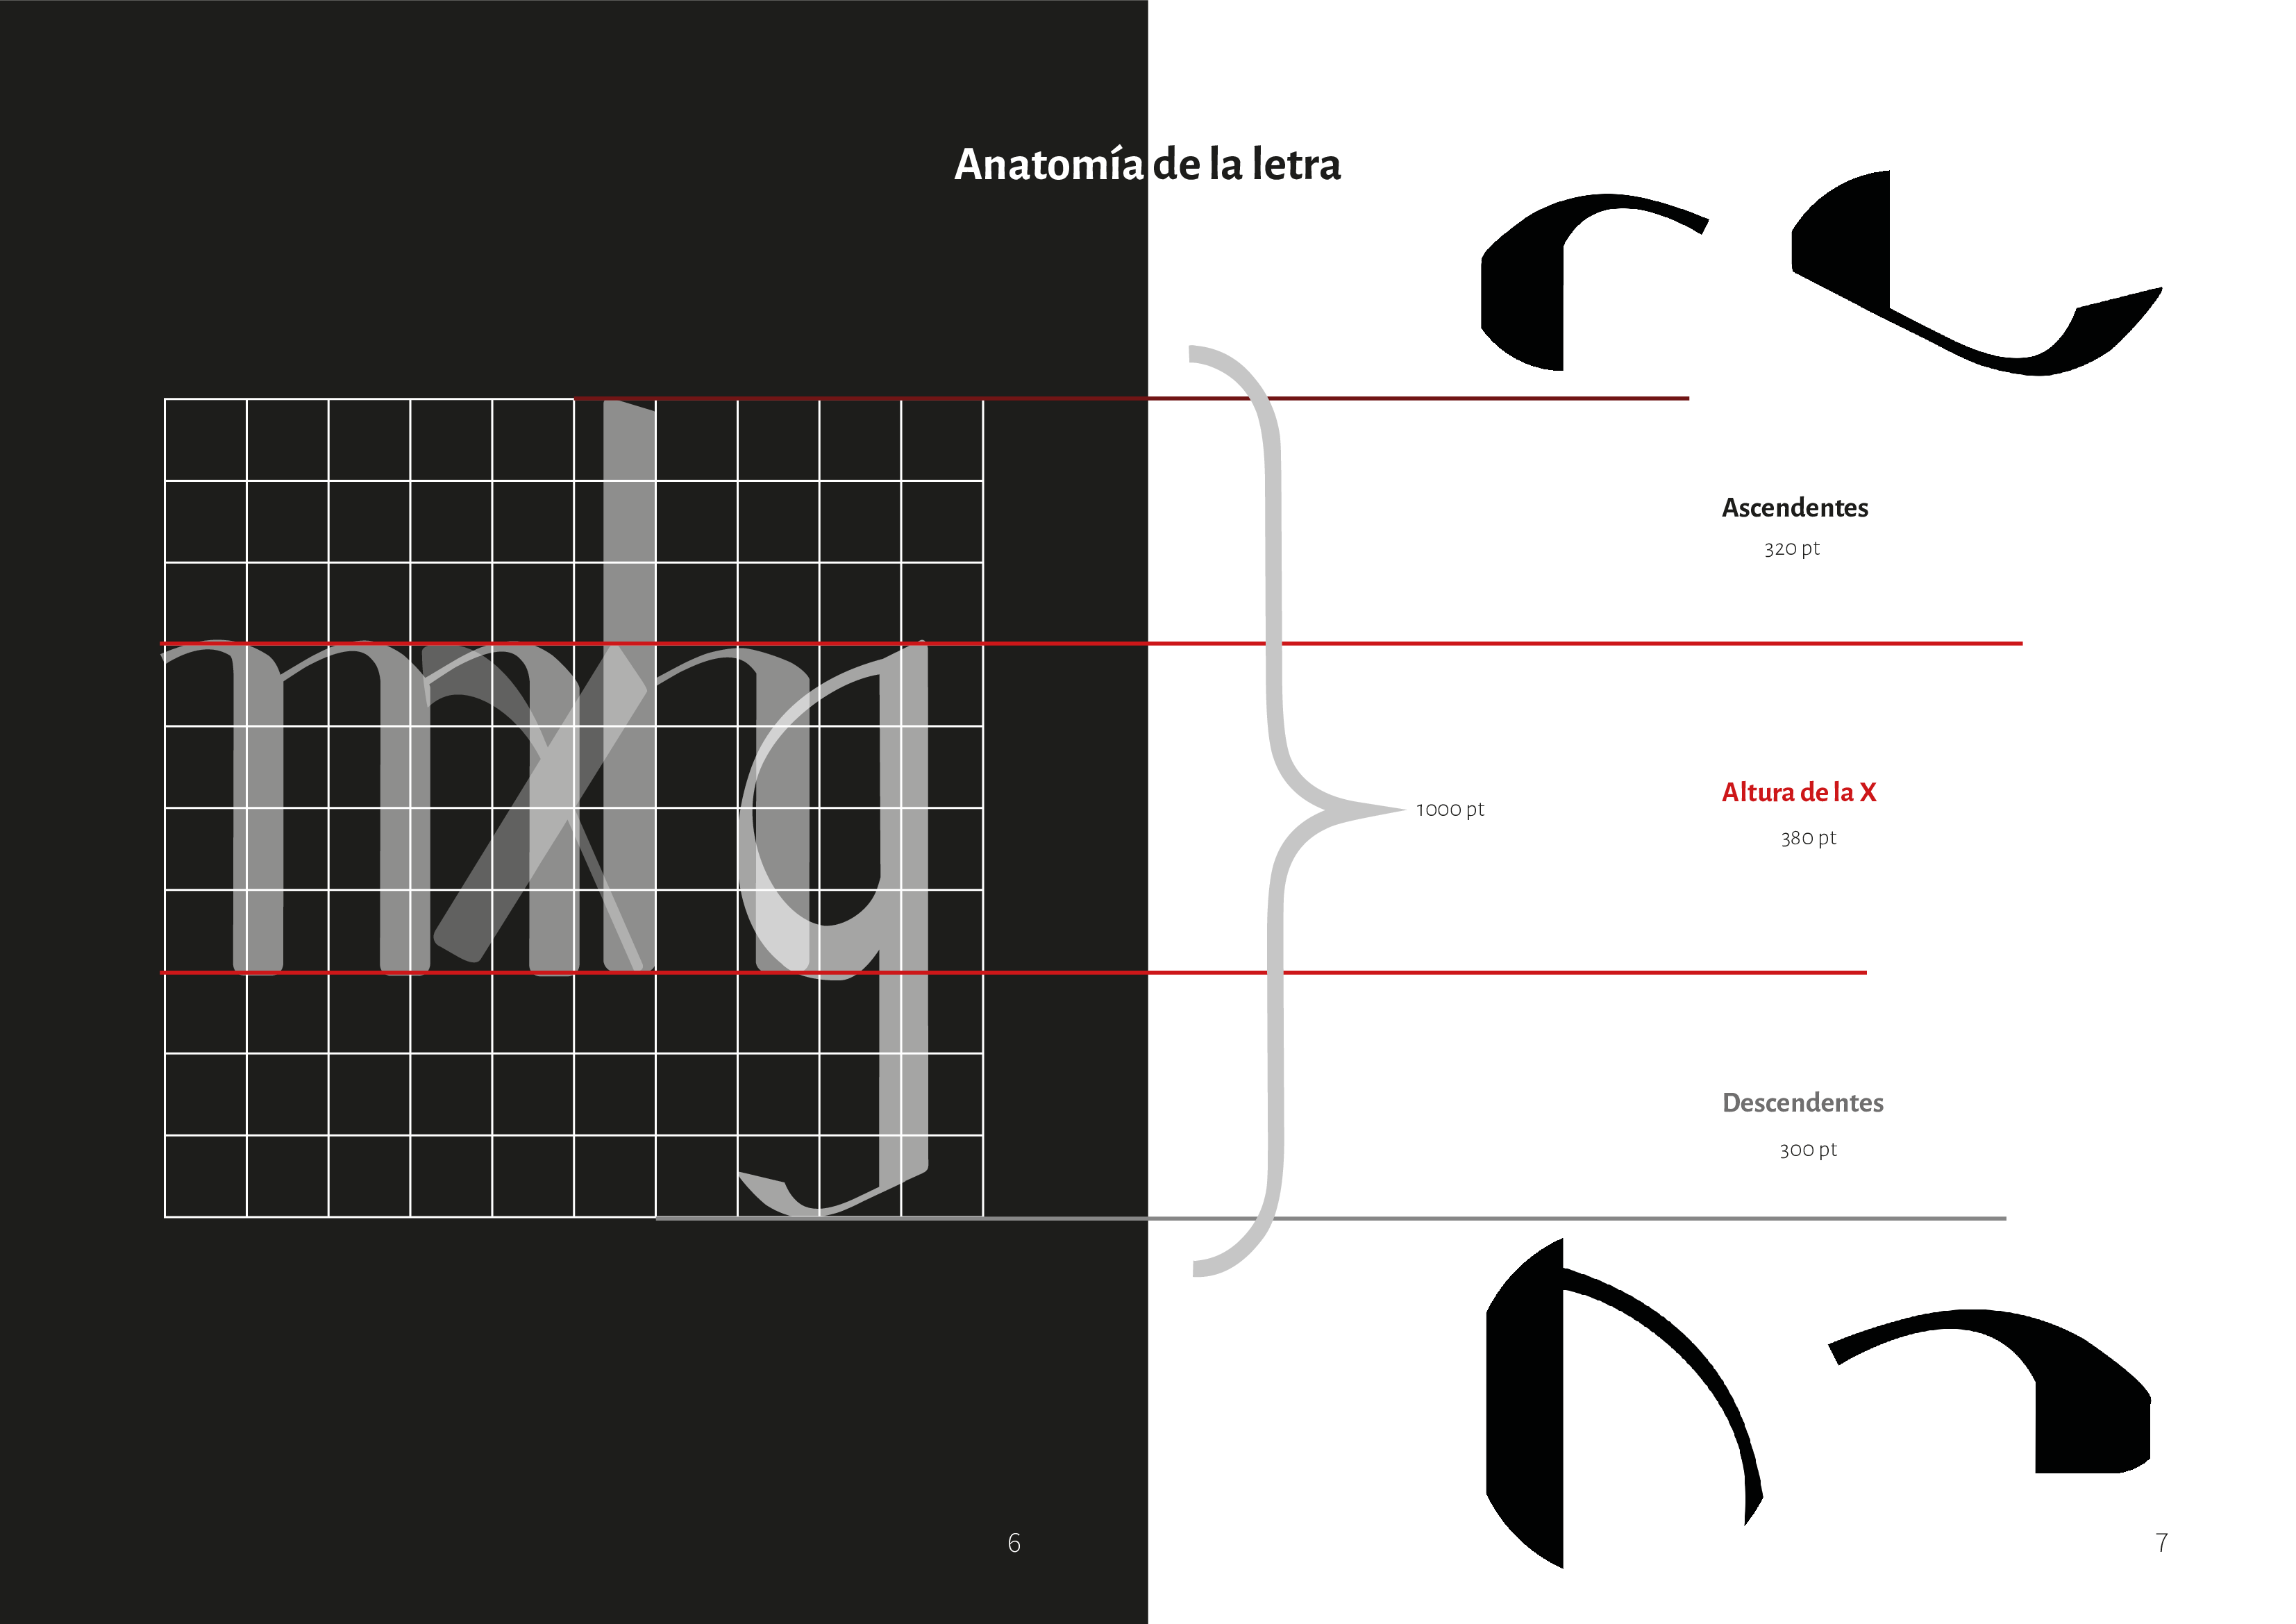 Anatomía de la letra
mxhq
Ascendentes
320 pt
1000 pt
Altura de la X
380 pt
Descendentes
300 pt
6
7